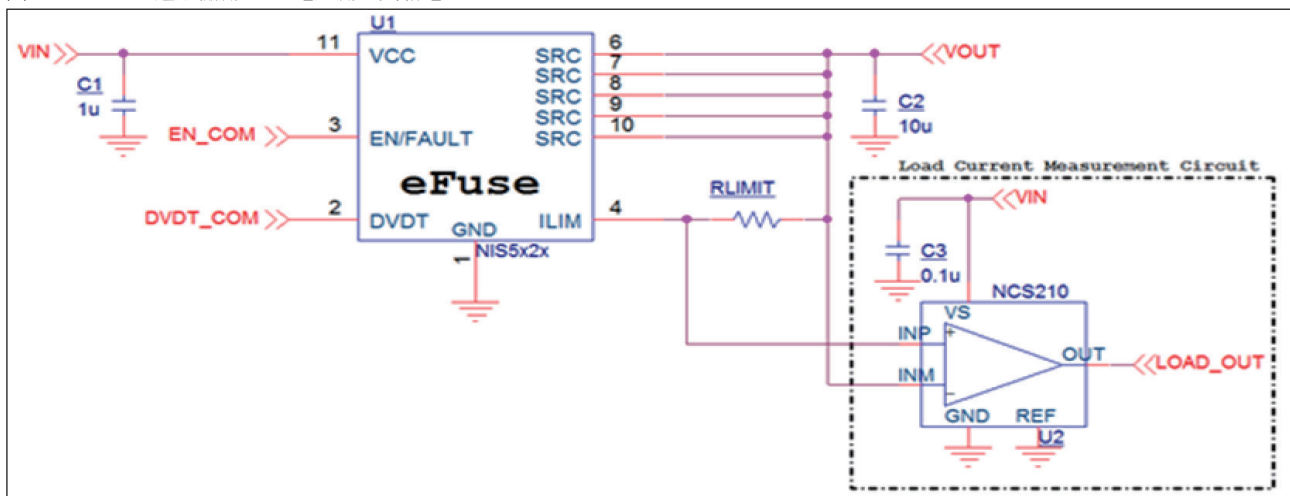 U1
VIN
11
VCC
SRC
6
SRC
7
SRC
8
SRC
9
SRC
10
VOUT
C1
1u
C2
10u
EN_COM
3
EN/FAULT
eFuse
Load Current Measurement Circuit
RLIMIT
VIN
DVDT_COM
2
DVDT
GND
ILIM
4
NIS5x2x
1
C3
0.1u
NCS210
VS
INP
+
OUT
LOAD_OUT
INM
-
GND
REF
U2